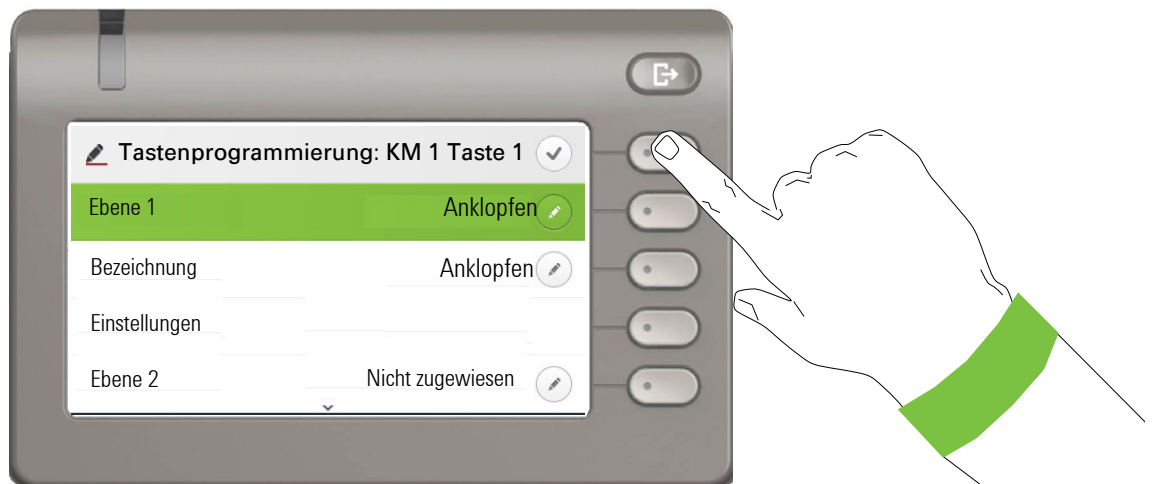 Tastenprogrammierung: KM 1 Taste 1
Ebene 1 Anklopfen
Bezeichnung Anklopfen
Einstellungen
Ebene 2 Nicht zugewiesen